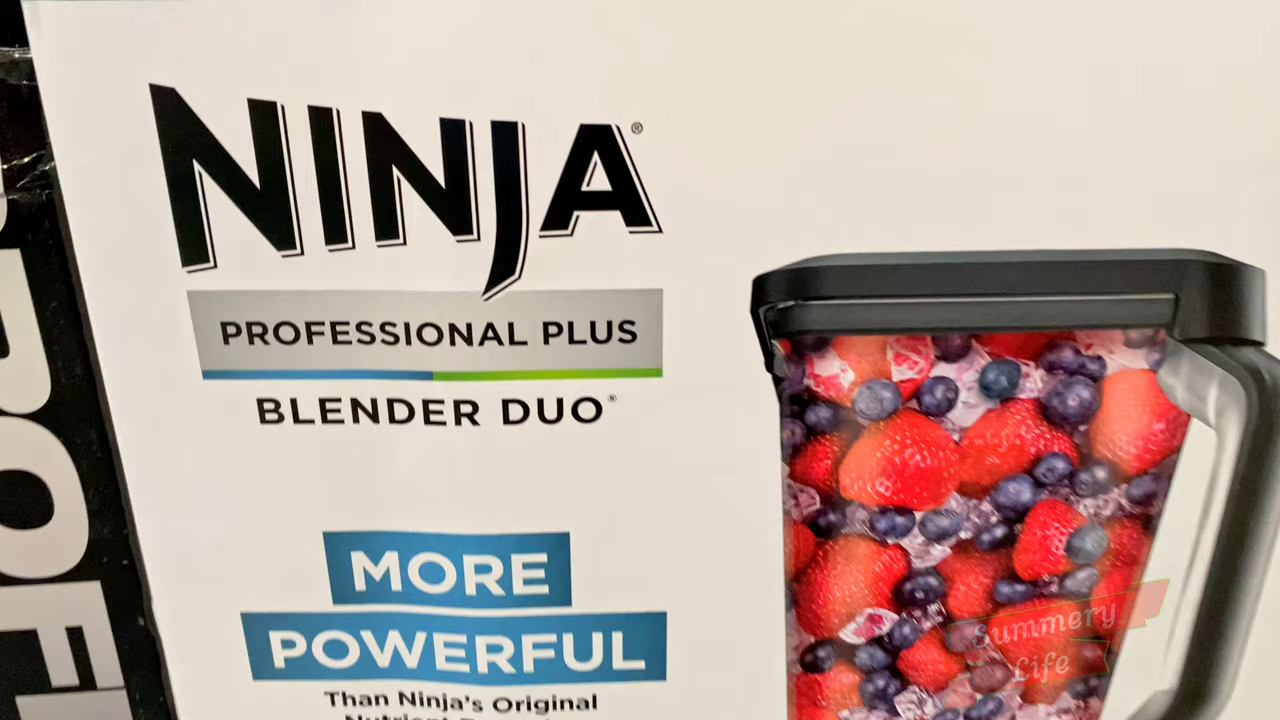 NINJA®
PROFESSIONAL PLUS
BLENDER DUO®
MORE
POWERFUL
Than Ninja's Original
Summery
Life